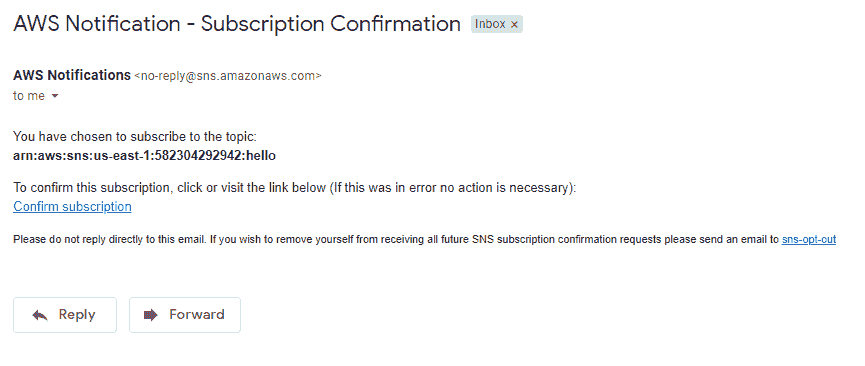 AWS Notification - Subscription Confirmation Inbox ×
AWS Notifications <no-reply@sns.amazonaws.com>
to me
You have chosen to subscribe to the topic:
arn:aws:sns:us-east-1:582304292942:hello
To confirm this subscription, click or visit the link below (If this was in error no action is necessary):
Confirm subscription
Please do not reply directly to this email. If you wish to remove yourself from receiving all future SNS subscription confirmation requests please send an email to sns-opt-out
Reply Forward